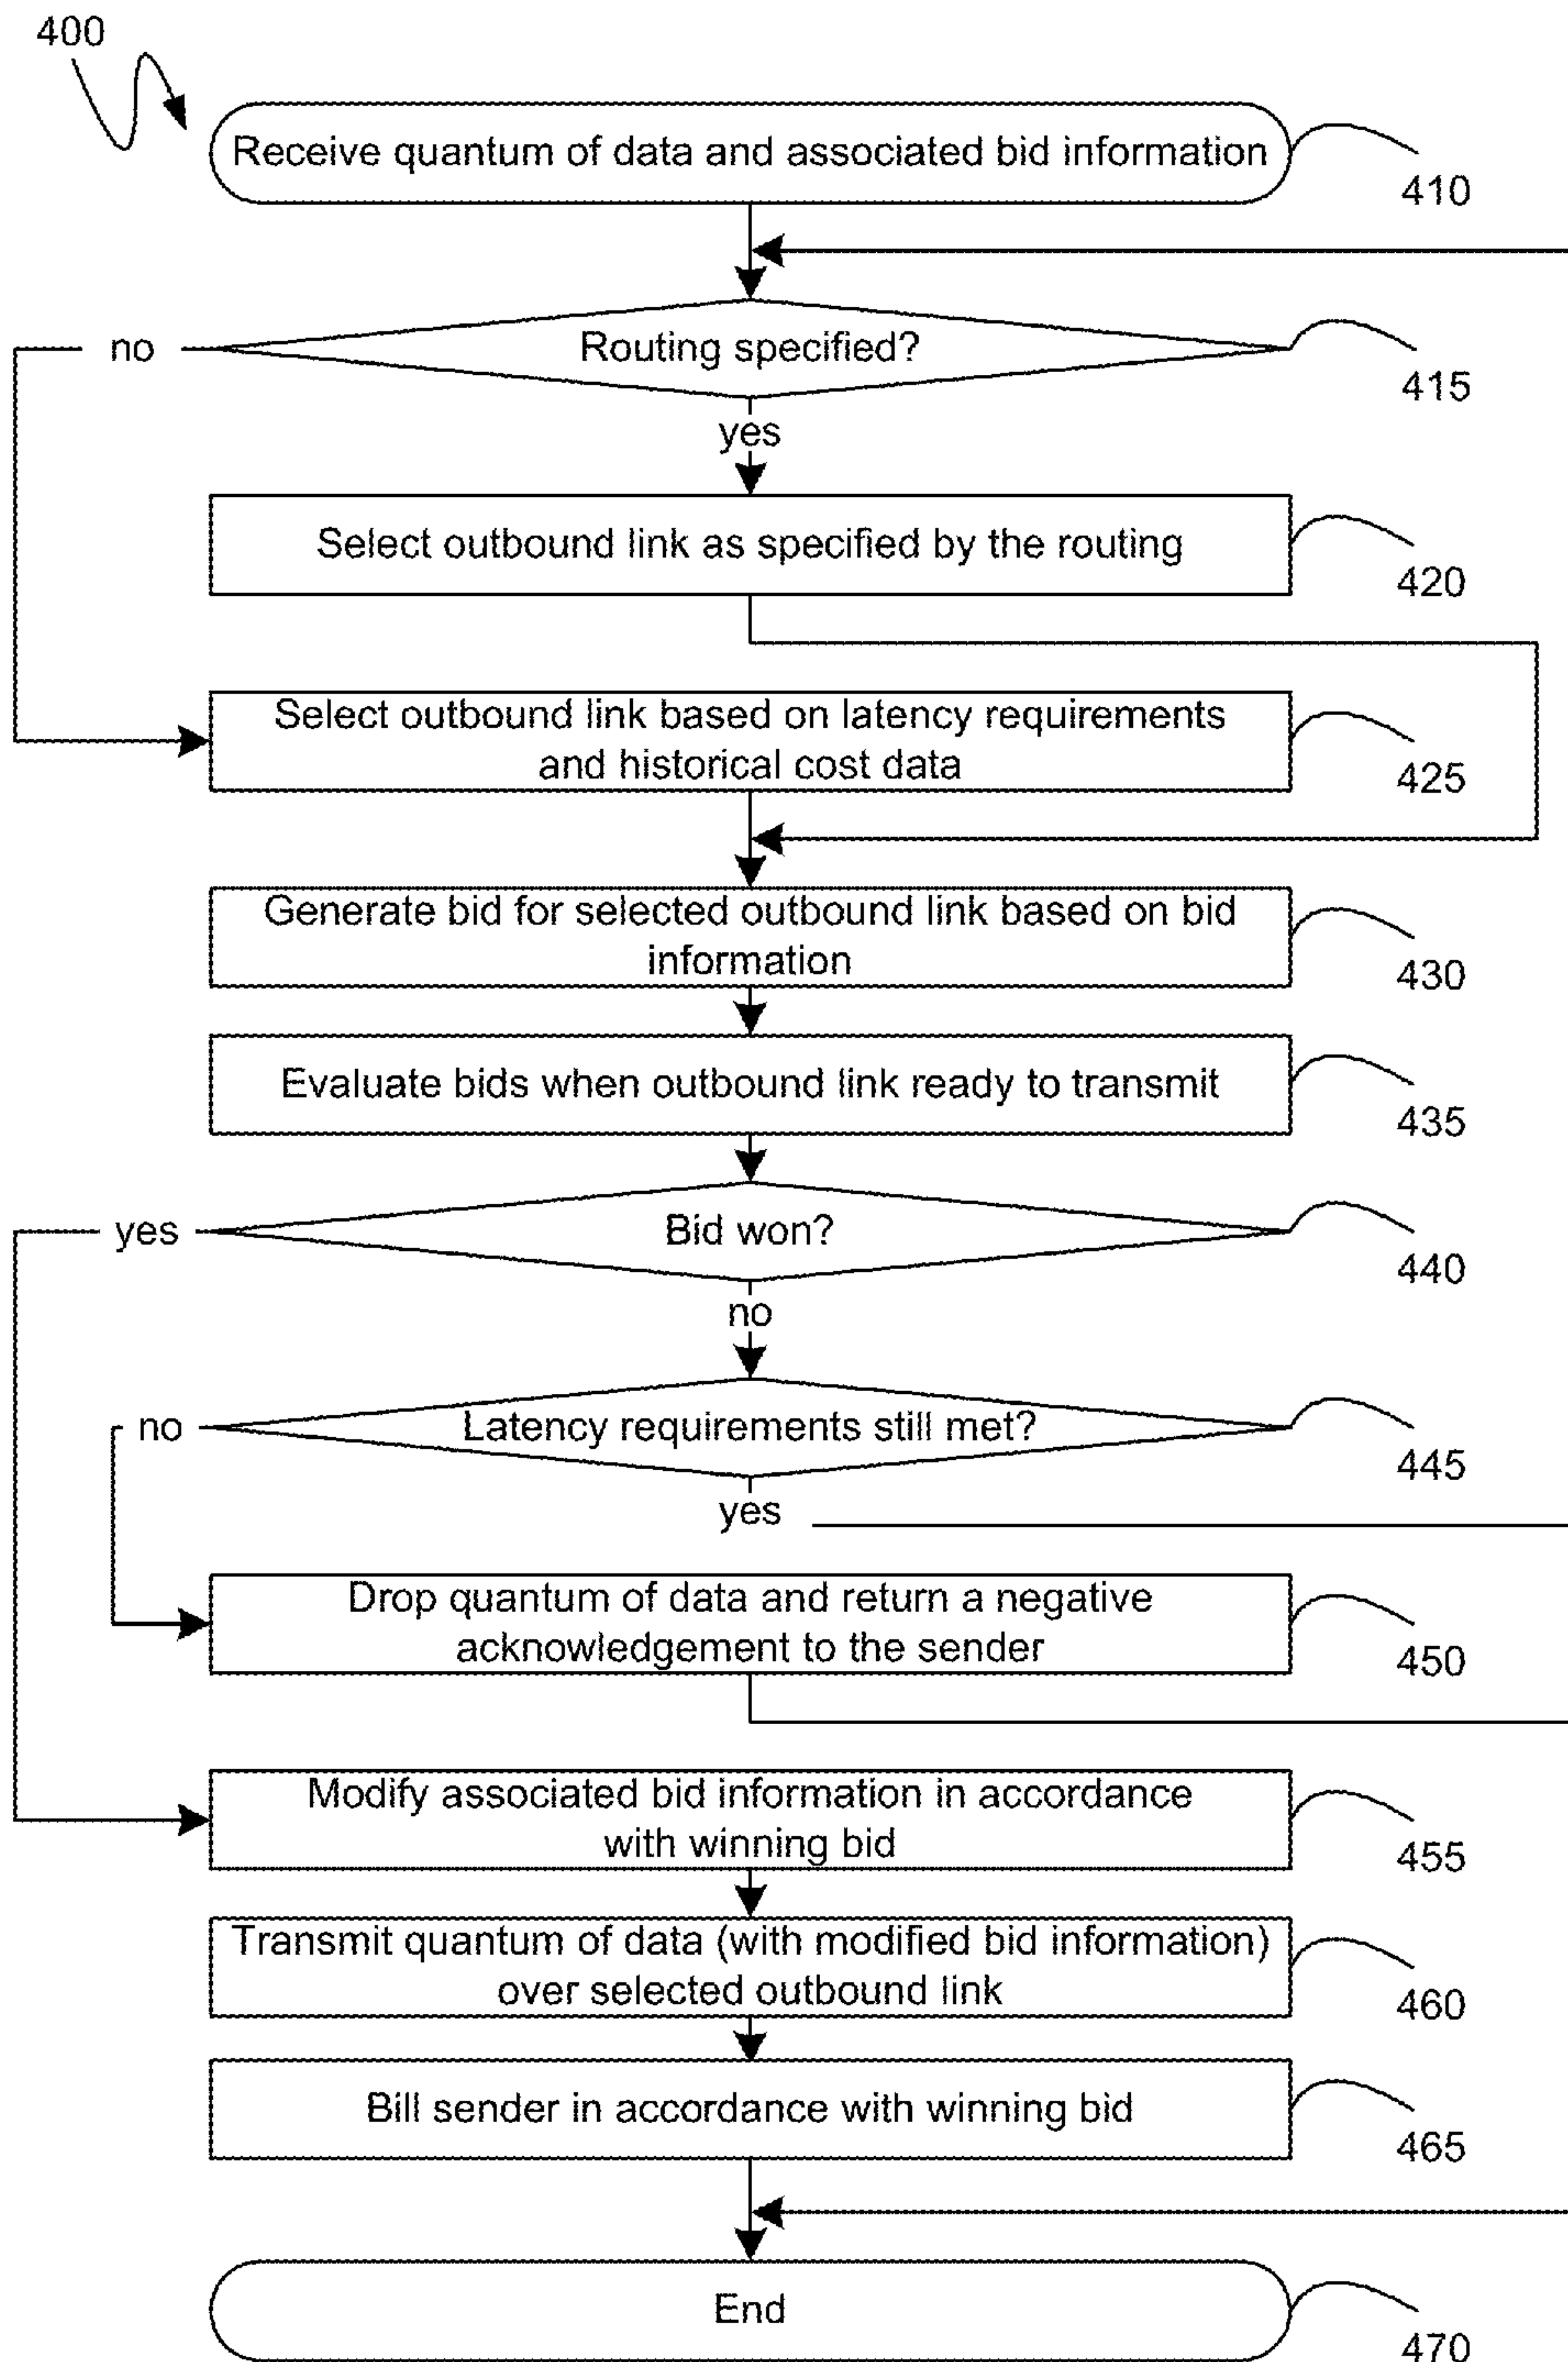 400
Receive quantum of data and associated bid information
410
Routing specified?
no
415
yes
Select outbound link as specified by the routing
420
Select outbound link based on latency requirements
and historical cost data
425
Generate bid for selected outbound link based on bid
information
430
Evaluate bids when outbound link ready to transmit
435
Bid won?
yes
440
no
Latency requirements still met?
no
445
yes
Drop quantum of data and return a negative
acknowledgement to the sender
450
Modify associated bid information in accordance
with winning bid
455
Transmit quantum of data (with modified bid information)
over selected outbound link
460
Bill sender in accordance with winning bid
465
End
470